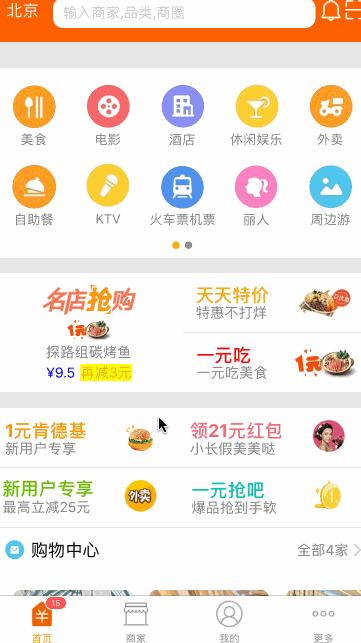 北京
输入商家,品类,商圈
美食
电影
酒店
休闲娱乐
外卖
自助餐
KTV
火车票机票
丽人
周边游
名店抢购
探路组碳烤鱼
¥9.5 再减3元
天天特价
特惠不打烊
一元吃
一元吃美食
1元
1元肯德基
新用户专享
领21元红包
小长假美美哒
新用户专享
最高立减25元
外卖
一元抢吧
爆品抢到手软
购物中心
全部4家
15
首页
商家
我的
更多